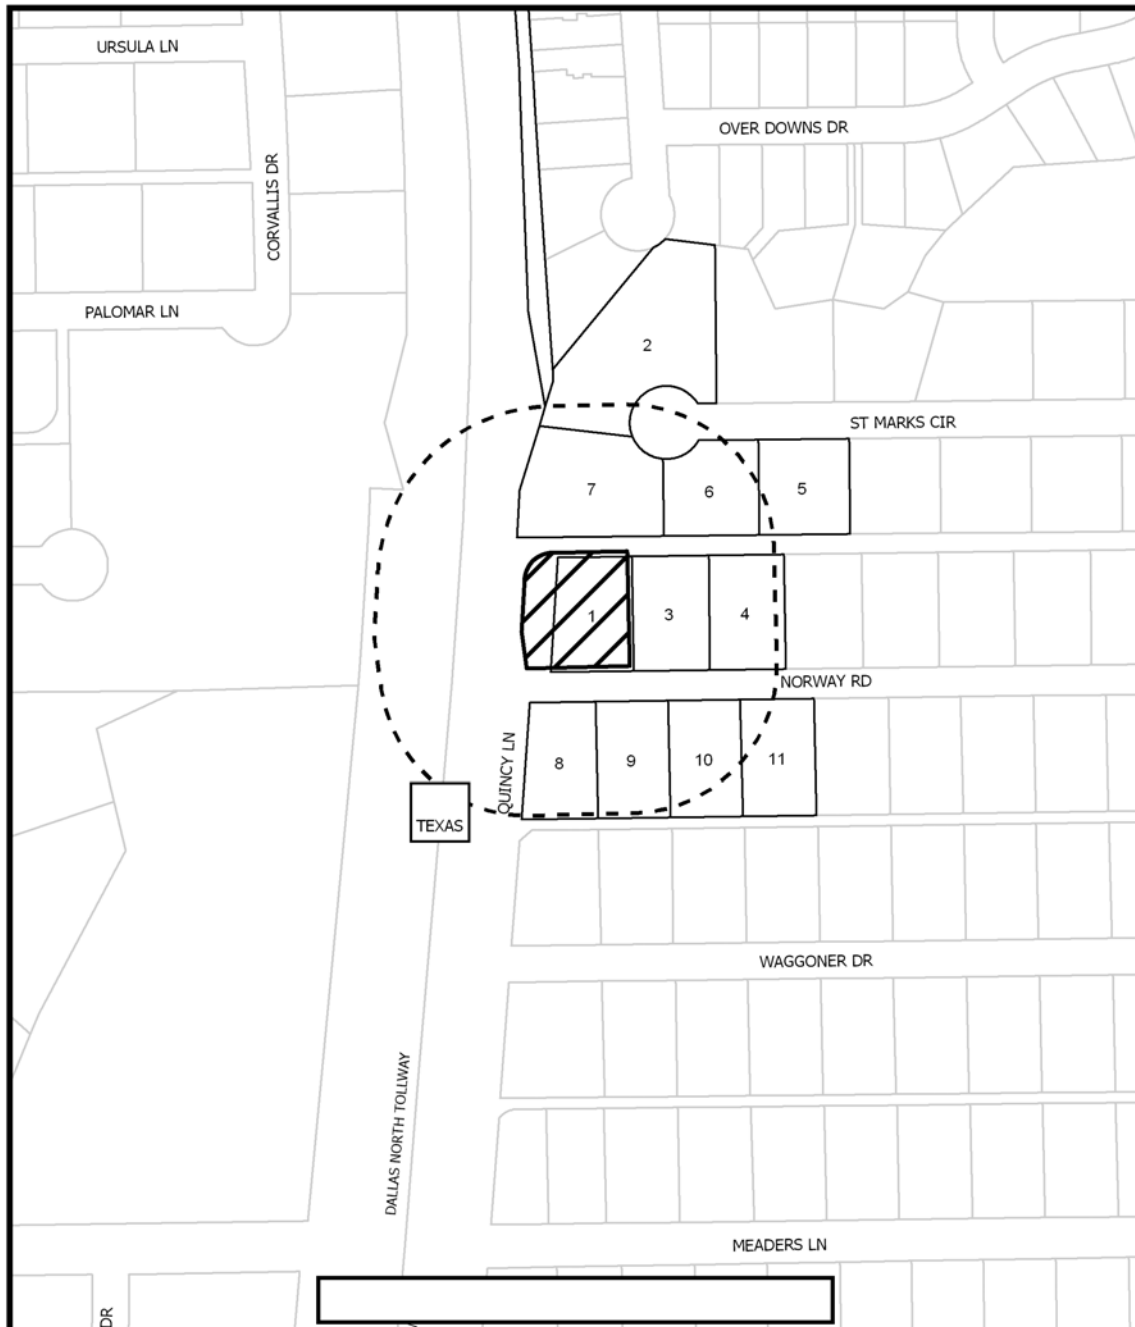 URSULA LN
OVER DOWNS DR
CORVALLIS DR
PALOMAR LN
2
ST MARKS CIR
7
6
5
1
3
4
NORWAY RD
QUINCY LN
8
9
10
11
TEXAS
WAGGONER DR
DALLAS NORTH TOLLWAY
MEADERS LN
DR